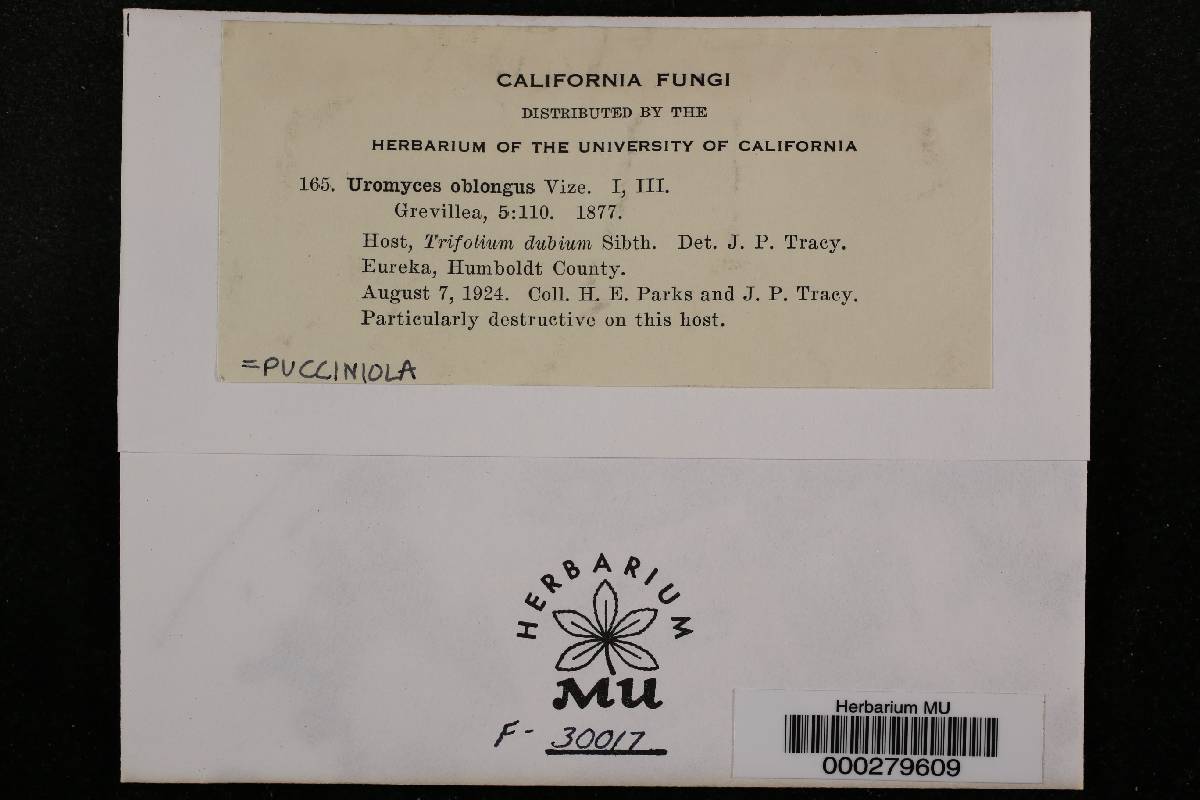 CALIFORNIA FUNGI
DISTRIBUTED BY THE
HERBARIUM OF THE UNIVERSITY OF CALIFORNIA
165. Uromyces oblongus Vize. I, III.
Grevillea, 5:110. 1877.
Host, Trifolium dubium Sibth. Det. J. P. Tracy.
Eureka, Humboldt County.
August 7, 1924. Coll. H. E. Parks and J. P. Tracy.
Particularly destructive on this host.
=PUCCINIOLA
HERBARIUM
MU
F- 30017
Herbarium MU
000279609